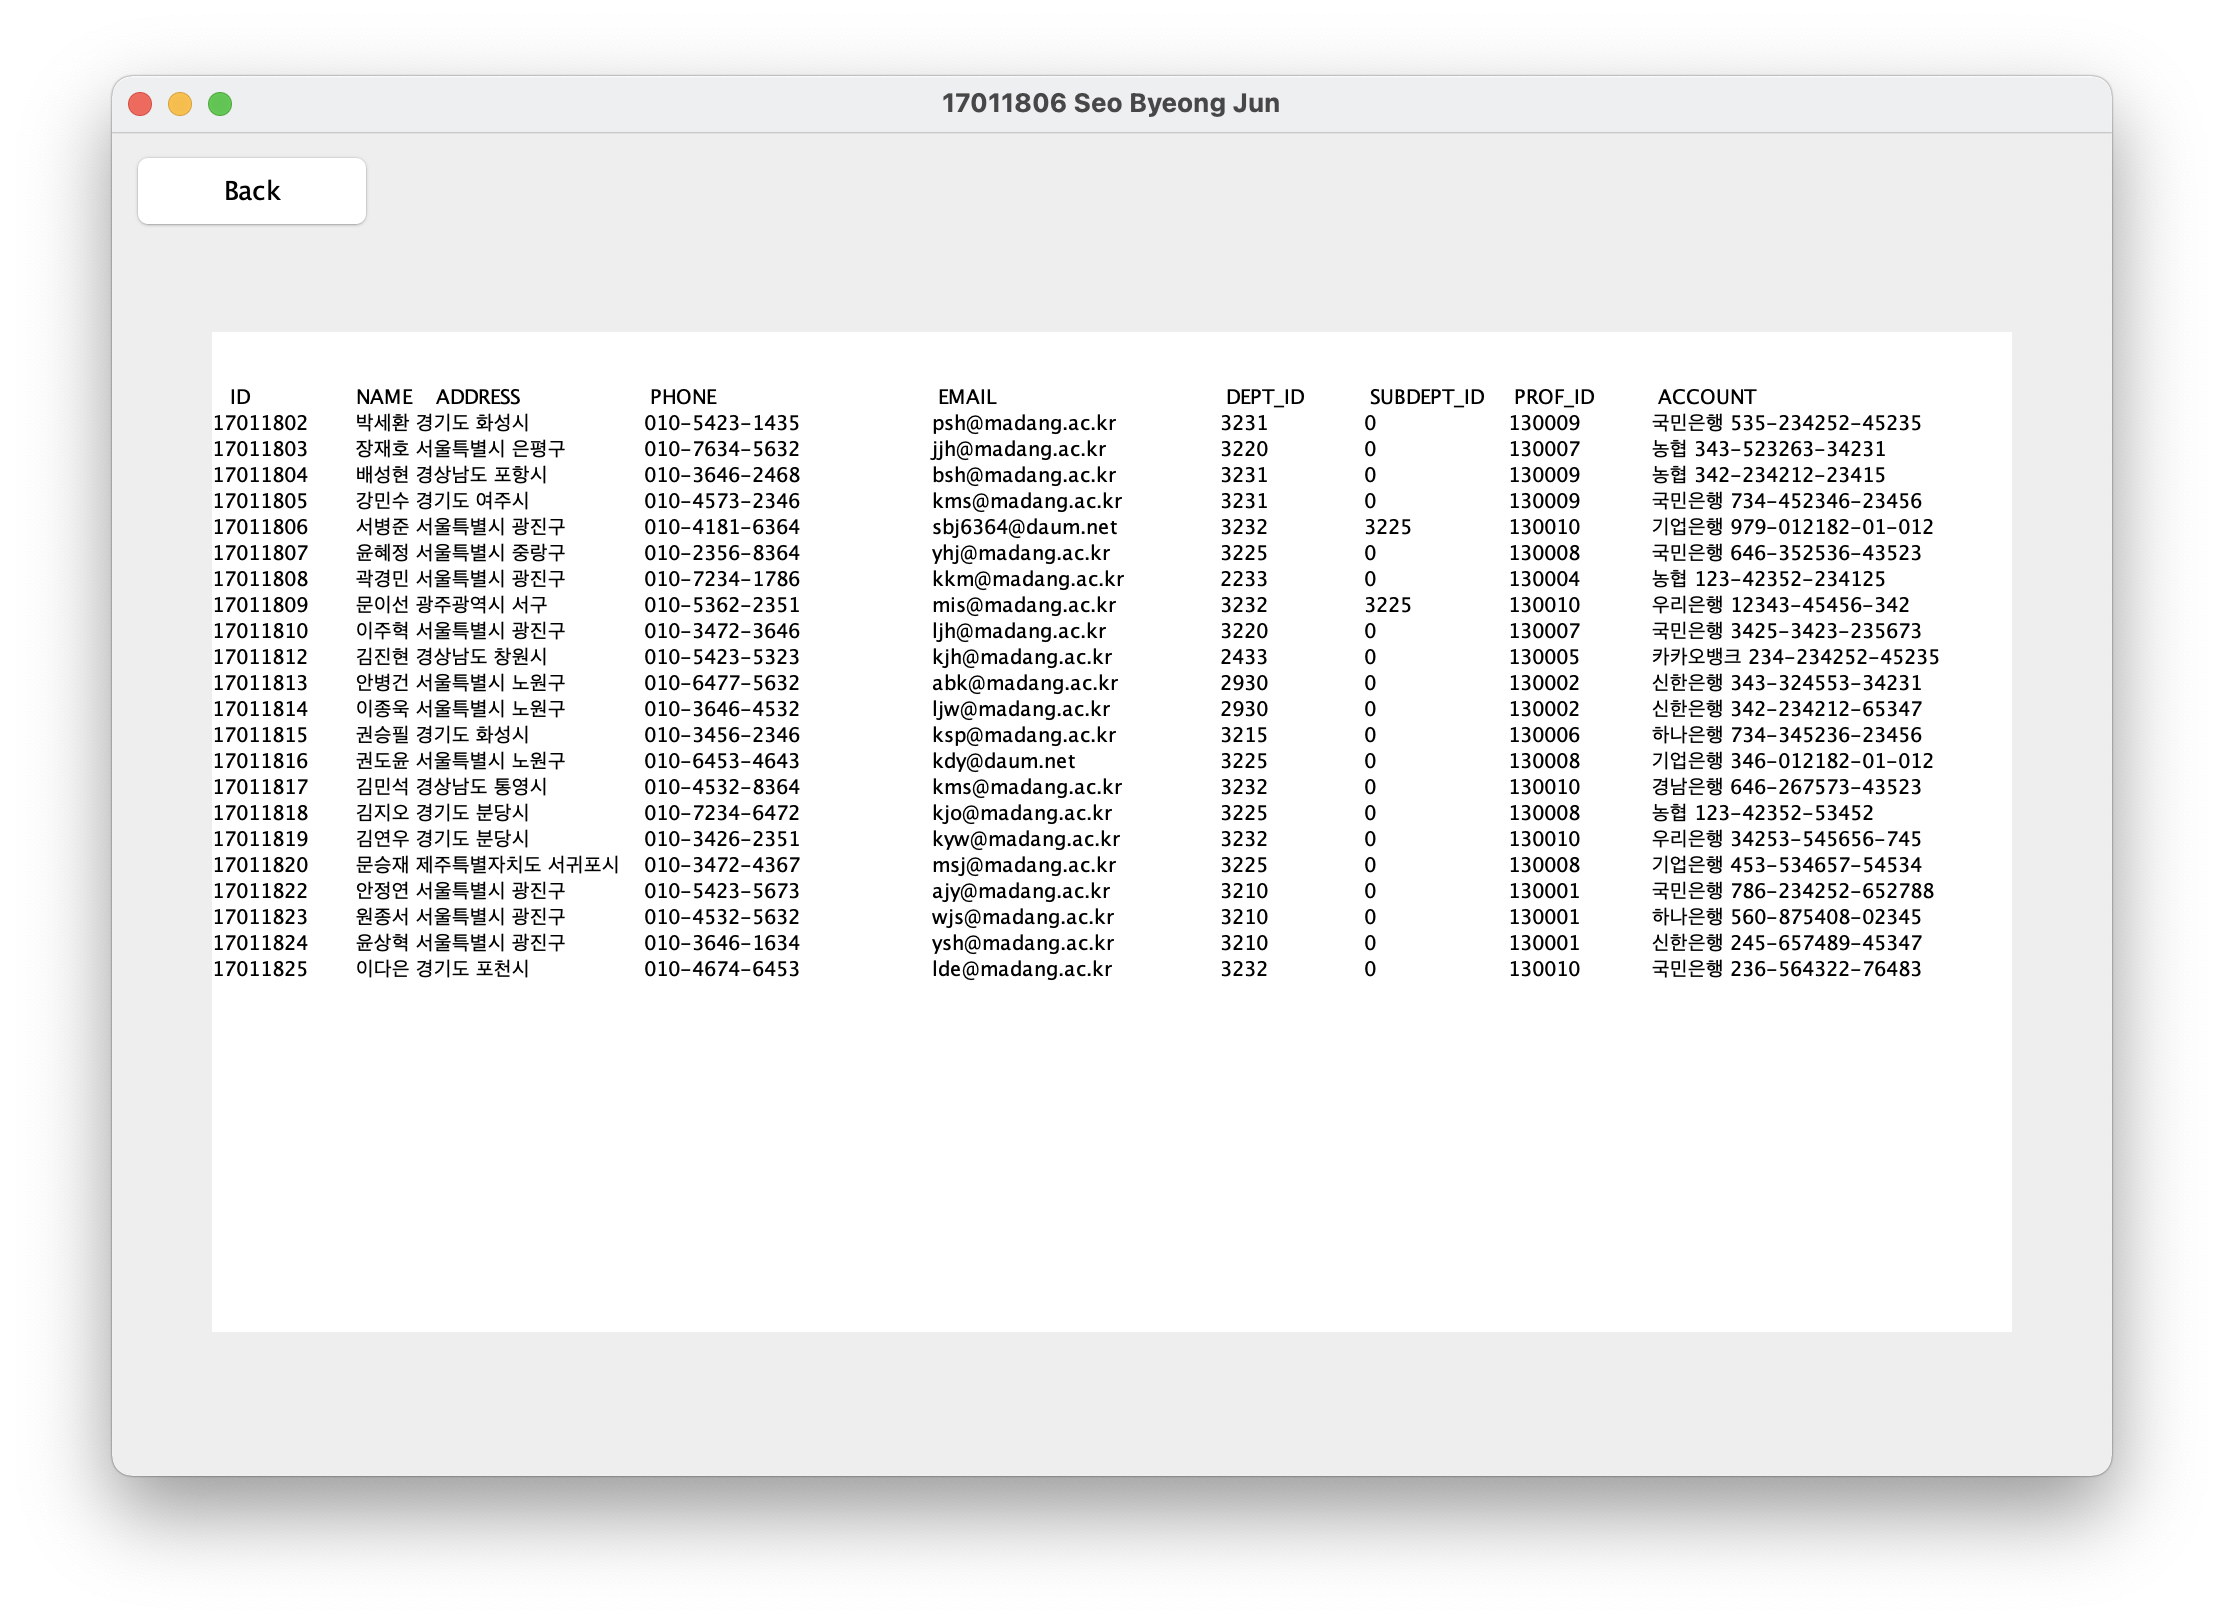 17011806 Seo Byeong Jun
Back
ID NAME ADDRESS PHONE EMAIL DEPT_ID SUBDEPT_ID PROF_ID ACCOUNT
17011802 박세환 경기도 화성시 010-5423-1435 psh@madang.ac.kr 3231 0 130009 국민은행 535-234252-45235
17011803 장재호 서울특별시 은평구 010-7634-5632 jjh@madang.ac.kr 3220 0 130007 농협 343-523263-34231
17011804 배성현 경상남도 포항시 010-3646-2468 bsh@madang.ac.kr 3231 0 130009 농협 342-234212-23415
17011805 강민수 경기도 여주시 010-4573-2346 kms@madang.ac.kr 3231 0 130009 국민은행 734-452346-23456
17011806 서병준 서울특별시 광진구 010-4181-6364 sbj6364@daum.net 3232 3225 130010 기업은행 979-012182-01-012
17011807 윤혜정 서울특별시 중랑구 010-2356-8364 yhj@madang.ac.kr 3225 0 130008 국민은행 646-352536-43523
17011808 곽경민 서울특별시 광진구 010-7234-1786 kkm@madang.ac.kr 2233 0 130004 농협 123-42352-234125
17011809 문이선 광주광역시 서구 010-5362-2351 mis@madang.ac.kr 3232 3225 130010 우리은행 12343-45456-342
17011810 이주혁 서울특별시 광진구 010-3472-3646 ljh@madang.ac.kr 3220 0 130007 국민은행 3425-3423-235673
17011812 김진현 경상남도 창원시 010-5423-5323 kjh@madang.ac.kr 2433 0 130005 카카오뱅크 234-234252-45235
17011813 안병건 서울특별시 노원구 010-6477-5632 abk@madang.ac.kr 2930 0 130002 신한은행 343-324553-34231
17011814 이종욱 서울특별시 노원구 010-3646-4532 ljw@madang.ac.kr 2930 0 130002 신한은행 342-234212-65347
17011815 권승필 경기도 화성시 010-3456-2346 ksp@madang.ac.kr 3215 0 130006 하나은행 734-345236-23456
17011816 권도윤 서울특별시 노원구 010-6453-4643 kdy@daum.net 3225 0 130008 기업은행 346-012182-01-012
17011817 김민석 경상남도 통영시 010-4532-8364 kms@madang.ac.kr 3232 0 130010 경남은행 646-267573-43523
17011818 김지오 경기도 분당시 010-7234-6472 kjo@madang.ac.kr 3225 0 130008 농협 123-42352-53452
17011819 김연우 경기도 분당시 010-3426-2351 kyw@madang.ac.kr 3232 0 130010 우리은행 34253-545656-745
17011820 문승재 제주특별자치도 서귀포시 010-3472-4367 msj@madang.ac.kr 3225 0 130008 기업은행 453-534657-54534
17011822 안정연 서울특별시 광진구 010-5423-5673 ajy@madang.ac.kr 3210 0 130001 국민은행 786-234252-652788
17011823 원종서 서울특별시 광진구 010-4532-5632 wjs@madang.ac.kr 3210 0 130001 하나은행 560-875408-02345
17011824 윤상혁 서울특별시 광진구 010-3646-1634 ysh@madang.ac.kr 3210 0 130001 신한은행 245-657489-45347
17011825 이다은 경기도 포천시 010-4674-6453 lde@madang.ac.kr 3232 0 130010 국민은행 236-564322-76483